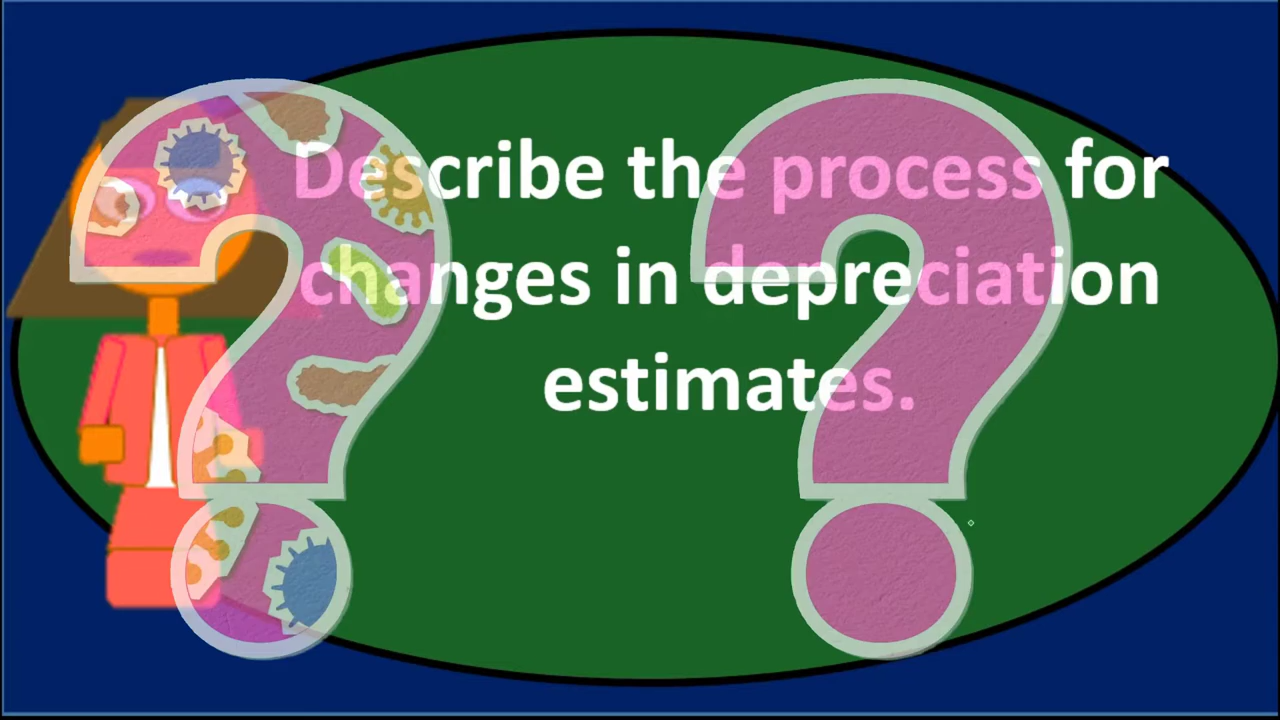 Describe the process for
changes in depreciation
estimates.